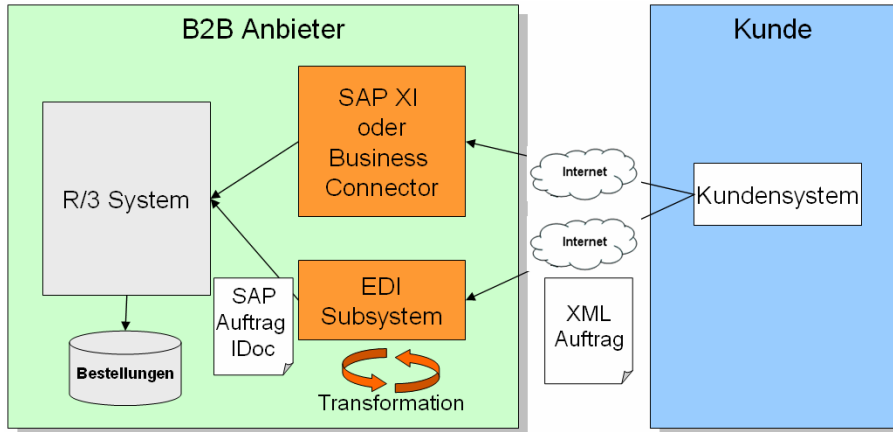 B2B Anbieter
Kunde
SAP XI
oder
Business
Connector
R/3 System
Internet
Kundensystem
Internet
EDI
Subsystem
SAP
Auftrag
IDoc
XML
Auftrag
Bestellungen
Transformation